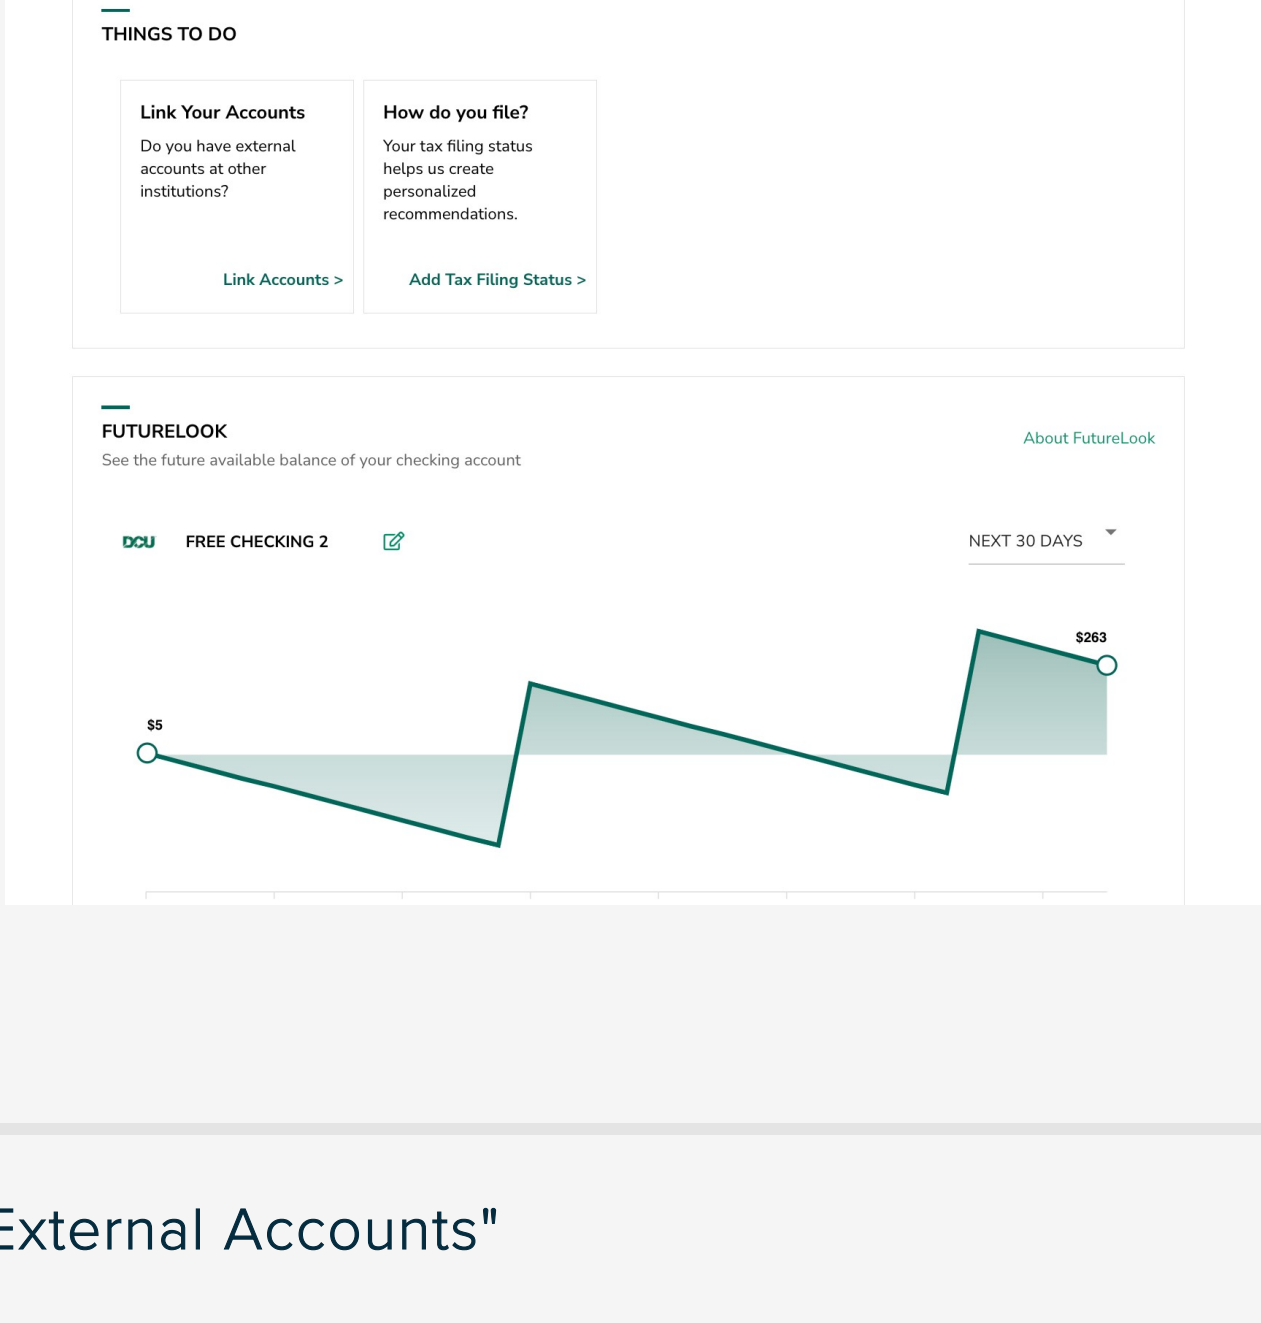 THINGS TO DO
Link Your Accounts
Do you have external
accounts at other
institutions?
Link Accounts >
How do you file?
Your tax filing status
helps us create
personalized
recommendations.
Add Tax Filing Status >
FUTURELOOK
About FutureLook
See the future available balance of your checking account
DCU FREE CHECKING 2
NEXT 30 DAYS
$5
$263
External Accounts"